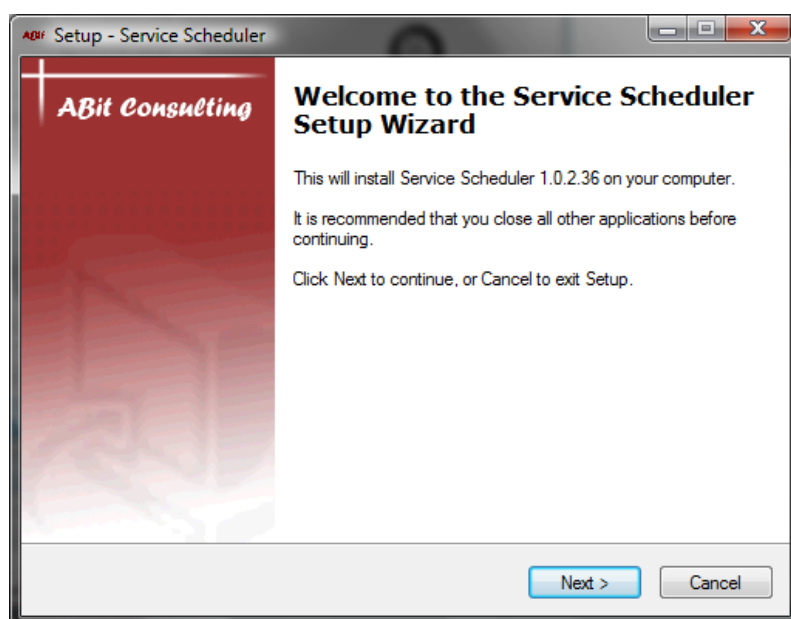 ABit Setup - Service Scheduler
ABit Consulting
Welcome to the Service Scheduler
Setup Wizard
This will install Service Scheduler 1.0.2.36 on your computer.
It is recommended that you close all other applications before
continuing.
Click Next to continue, or Cancel to exit Setup.
Next >
Cancel